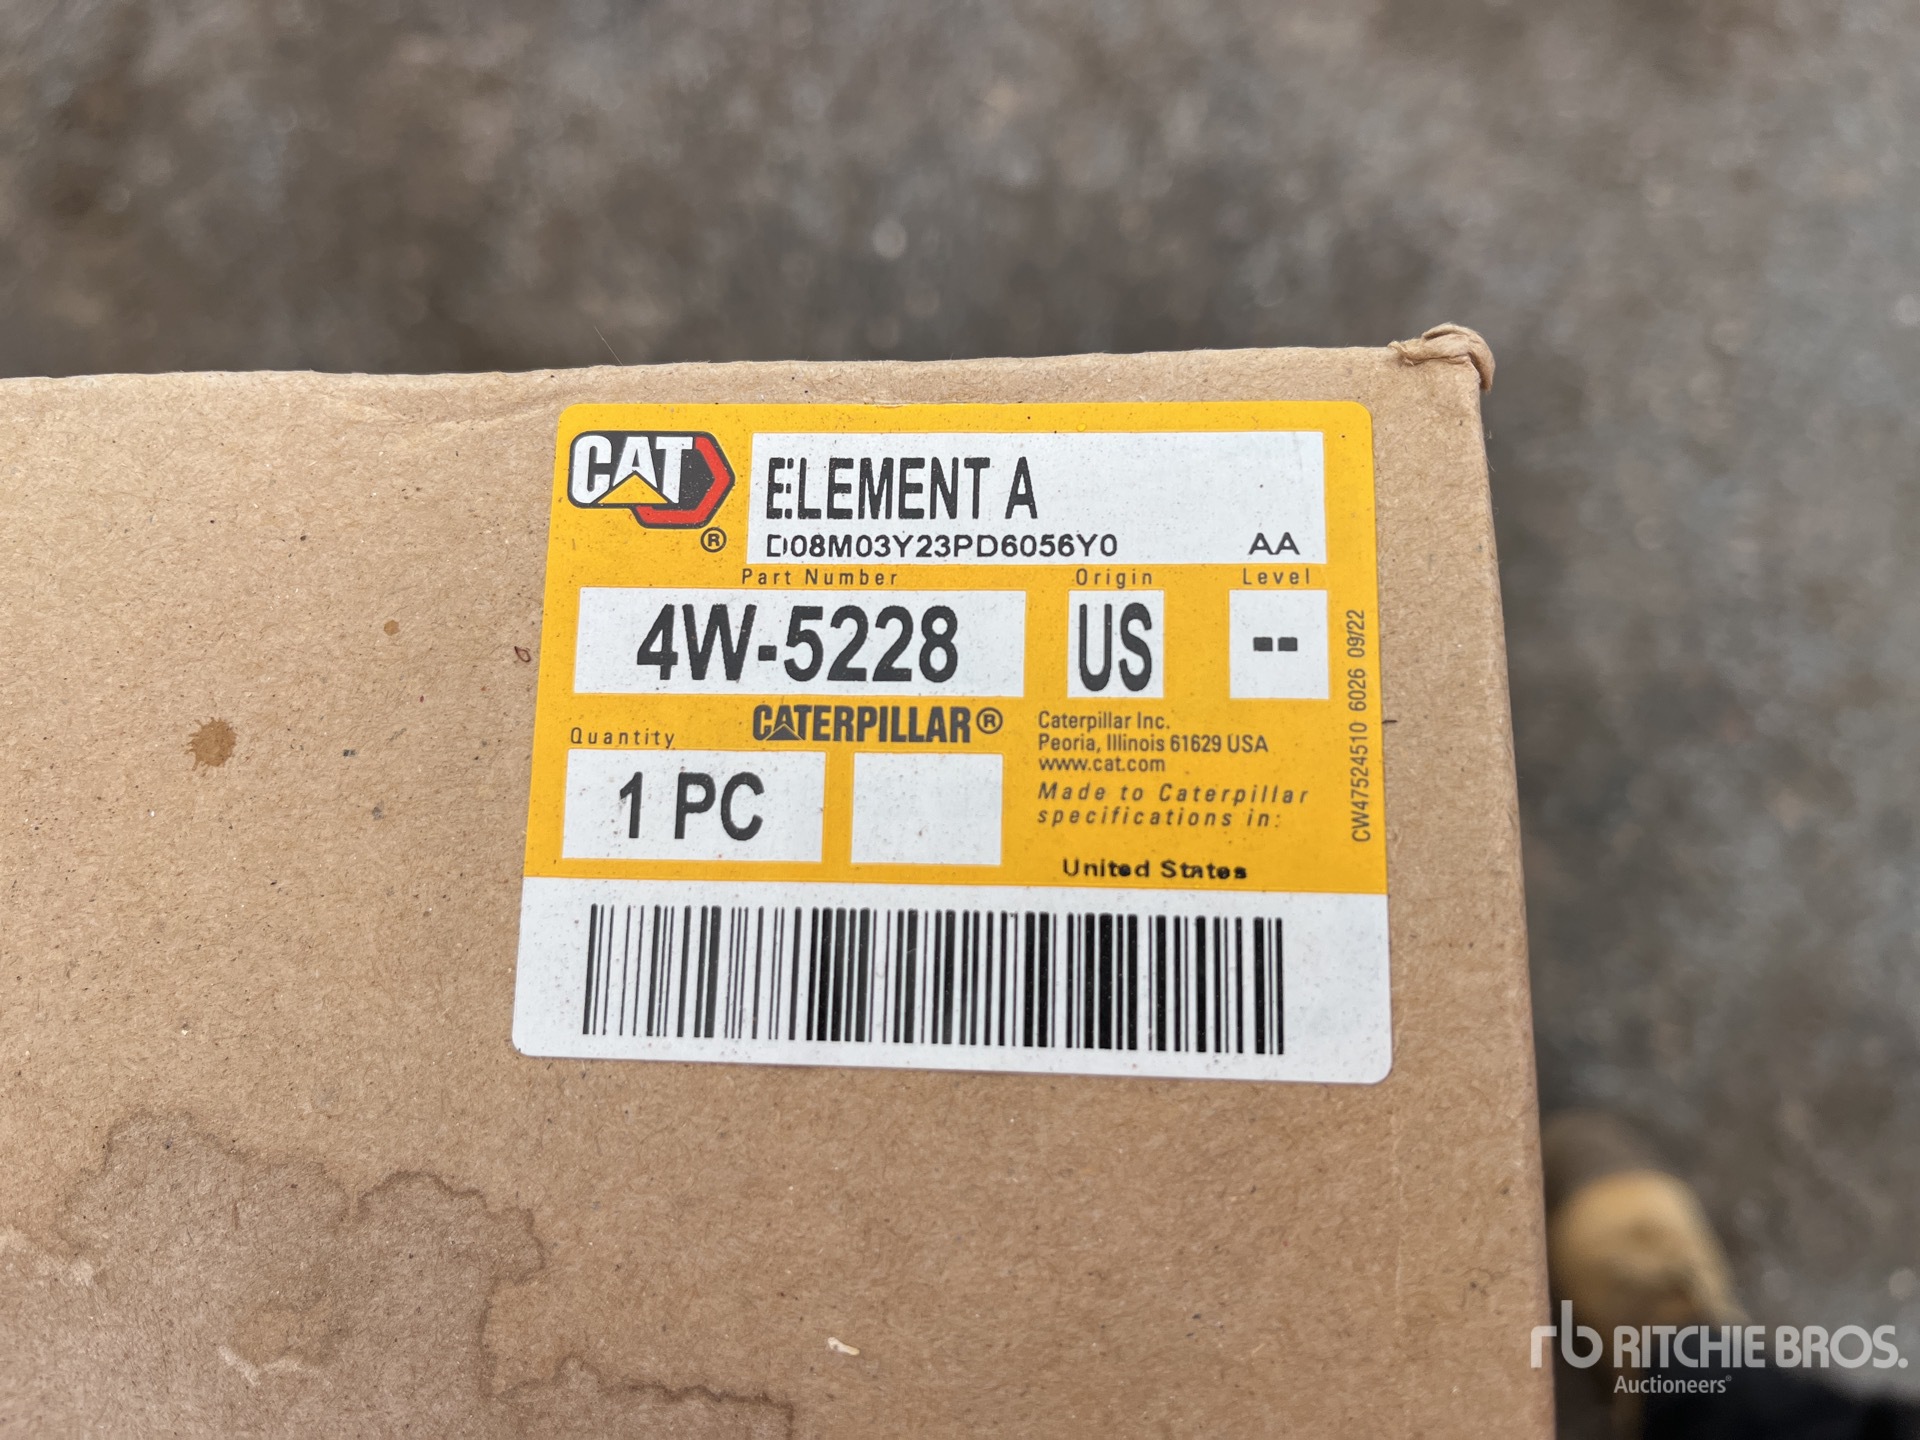 CAT
®
ELEMENT A
D08M03Y23PD6056Y0 AA
Part Number Origin Level
4W-5228 US --
Quantity CATERPILLAR®
1 PC
Caterpillar Inc.
Peoria, Illinois 61629 USA
www.cat.com
Made to Caterpillar
specifications in:
United States
CW47524510 6026 09/22
rb RITCHIE BROS.
Auctioneers®